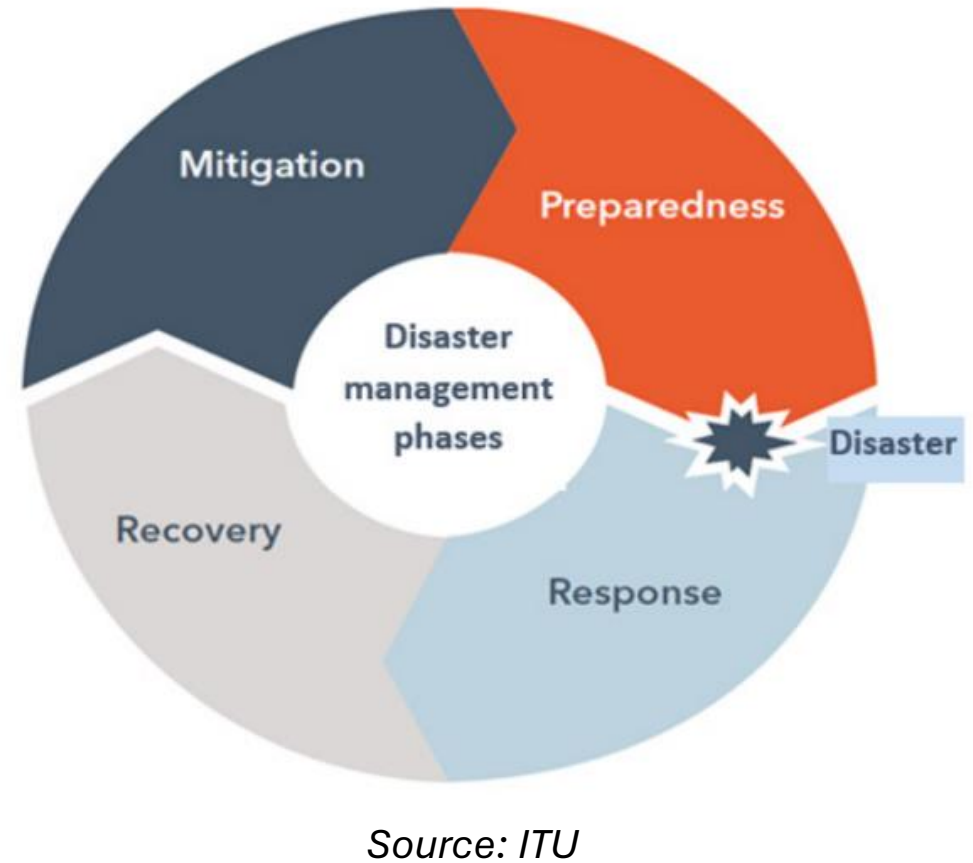 Mitigation
Preparedness
Disaster
management
phases
Disaster
Recovery
Response
Source: ITU